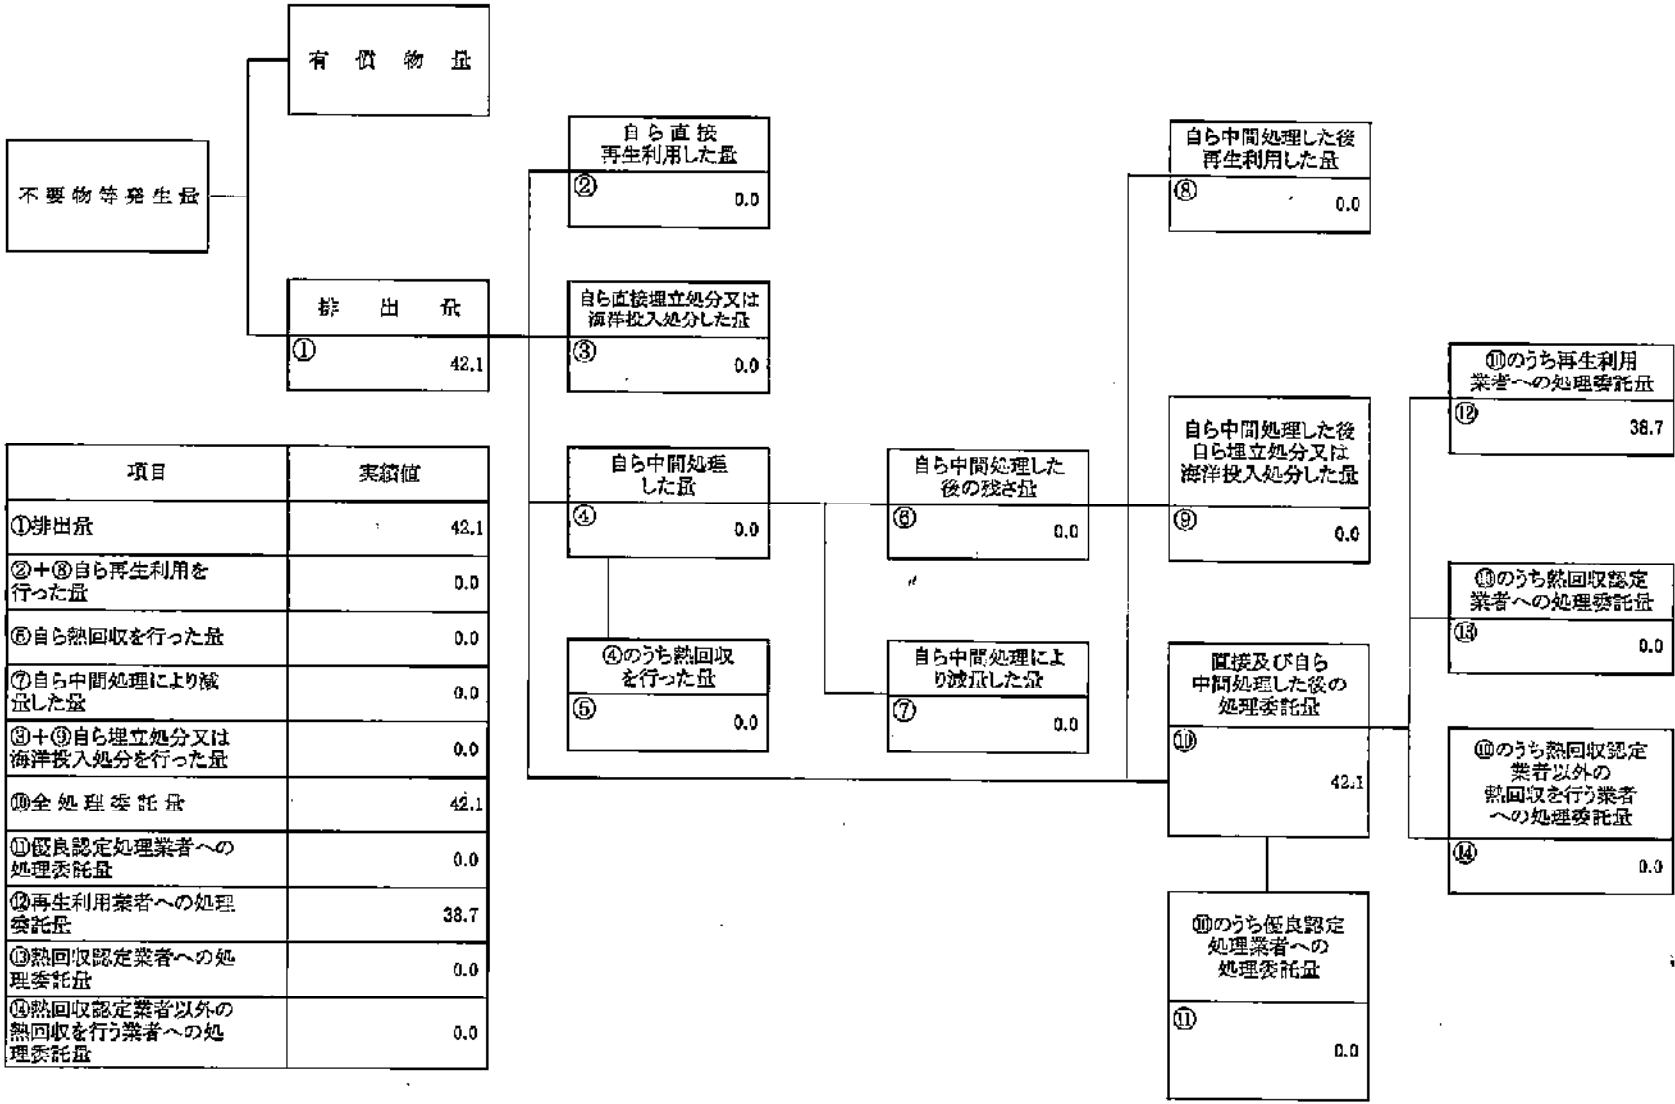 有償物量
不要物等発生量
排出量
①
42.1
自ら直接
再生利用した量
②
0.0
自ら直接埋立処分又は
海洋投入処分した量
③
0.0
自ら中間処理
した量
④
0.0
④のうち熱回収
を行った量
⑤
0.0
自ら中間処理した
後の残さ量
⑥
0.0
自ら中間処理によ
り減量した量
⑦
0.0
自ら中間処理した後
再生利用した量
⑧
0.0
自ら中間処理した後
自ら埋立処分又は
海洋投入処分した量
⑨
0.0
直接及び自ら
中間処理した後の
処理委託量
⑩
42.1
⑩のうち優良認定
処理業者への
処理委託量
⑪
0.0
⑩のうち再生利用
業者への処理委託量
⑫
38.7
⑩のうち熱回収認定
業者への処理委託量
⑬
0.0
⑩のうち熱回収認定
業者以外の
熱回収を行う業者
への処理委託量
⑭
0.0
項目 実績値
①排出量 42.1
②+⑧自ら再生利用を
行った量 0.0
⑤自ら熱回収を行った量 0.0
⑦自ら中間処理により減
量した量 0.0
③+⑨自ら埋立処分又は
海洋投入処分を行った量 0.0
⑩全処理委託量 42.1
⑪優良認定処理業者への
処理委託量 0.0
⑫再生利用業者への処理
委託量 38.7
⑬熱回収認定業者への処
理委託量 0.0
⑭熱回収認定業者以外の
熱回収を行う業者への処
理委託量 0.0